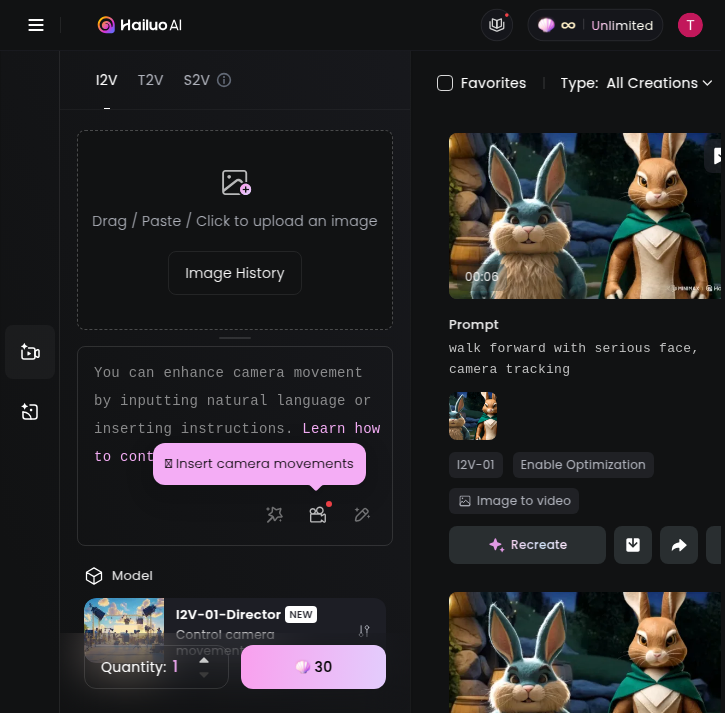 Hailuo AI
Unlimited
T
I2V T2V S2V
Favorites
Type: All Creations
Drag / Paste / Click to upload an image
Image History
00:06
Prompt
walk forward with serious face,
camera tracking
You can enhance camera movement
by inputting natural language or
inserting instructions. Learn how
to cont
Insert camera movements
I2V-01
Enable Optimization
Image to video
Recreate
Model
I2V-01-Director NEW
Control camera
movement
Quantity: 1
30